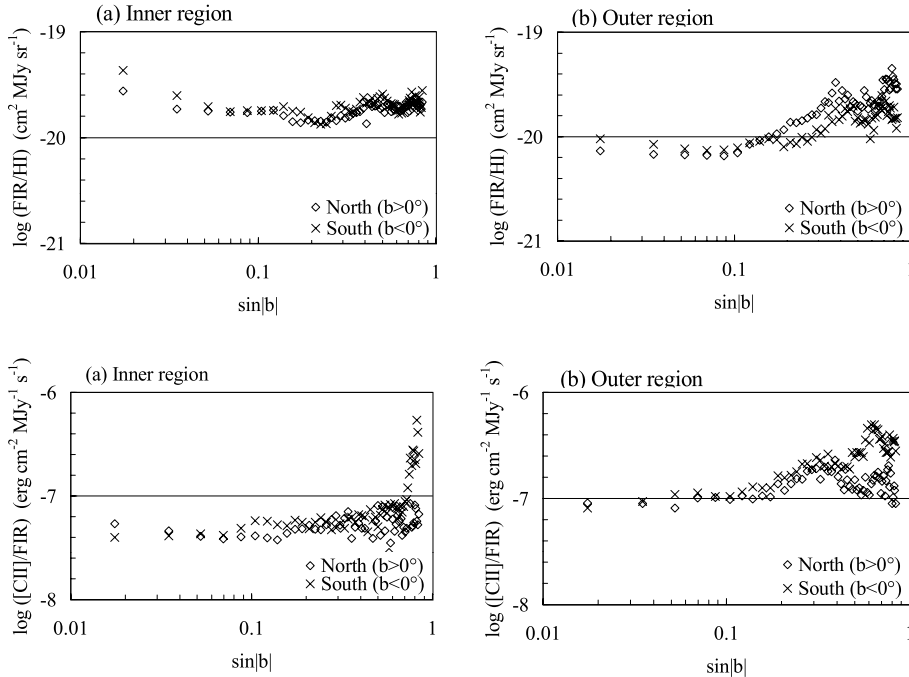 (a) Inner region
-19
-20
-21
log (FIR/HI) (cm² MJy sr⁻¹)
◇ North (b>0°)
× South (b<0°)
0.01 0.1 1
sin|b|
(b) Outer region
-19
-20
-21
log (FIR/HI) (cm² MJy sr⁻¹)
◇ North (b>0°)
× South (b<0°)
0.01 0.1 1
sin|b|
(a) Inner region
-6
-7
-8
log ([CII]/FIR) (erg cm⁻² MJy⁻¹ s⁻¹)
◇ North (b>0°)
× South (b<0°)
0.01 0.1 1
sin|b|
(b) Outer region
-6
-7
-8
log ([CII]/FIR) (erg cm⁻² MJy⁻¹ s⁻¹)
◇ North (b>0°)
× South (b<0°)
0.01 0.1 1
sin|b|